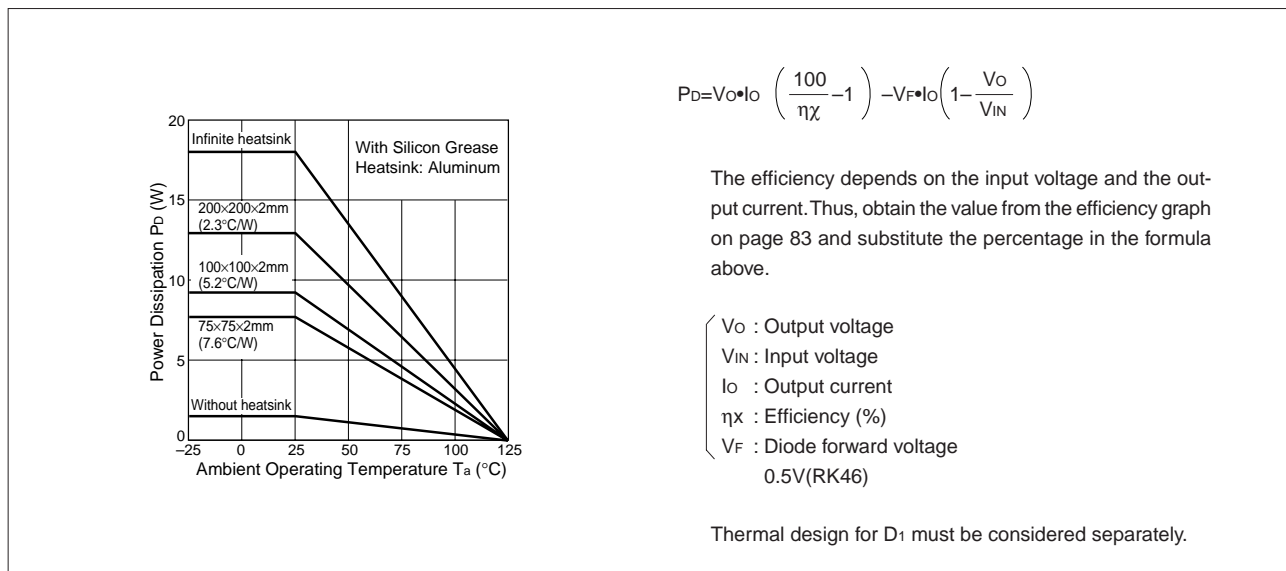 20
15
10
5
0
Power Dissipation PD (W)
Infinite heatsink
With Silicon Grease
Heatsink: Aluminum
200×200×2mm
(2.3°C/W)
100×100×2mm
(5.2°C/W)
75×75×2mm
(7.6°C/W)
Without heatsink
–25 0 25 50 75 100 125
Ambient Operating Temperature Ta (°C)
PD=VO•IO (100/ηχ –1) –VF•IO(1– VO/VIN)
The efficiency depends on the input voltage and the out-
put current.Thus, obtain the value from the efficiency graph
on page 83 and substitute the percentage in the formula
above.
VO : Output voltage
VIN : Input voltage
IO : Output current
ηx : Efficiency (%)
VF : Diode forward voltage
0.5V(RK46)
Thermal design for D1 must be considered separately.